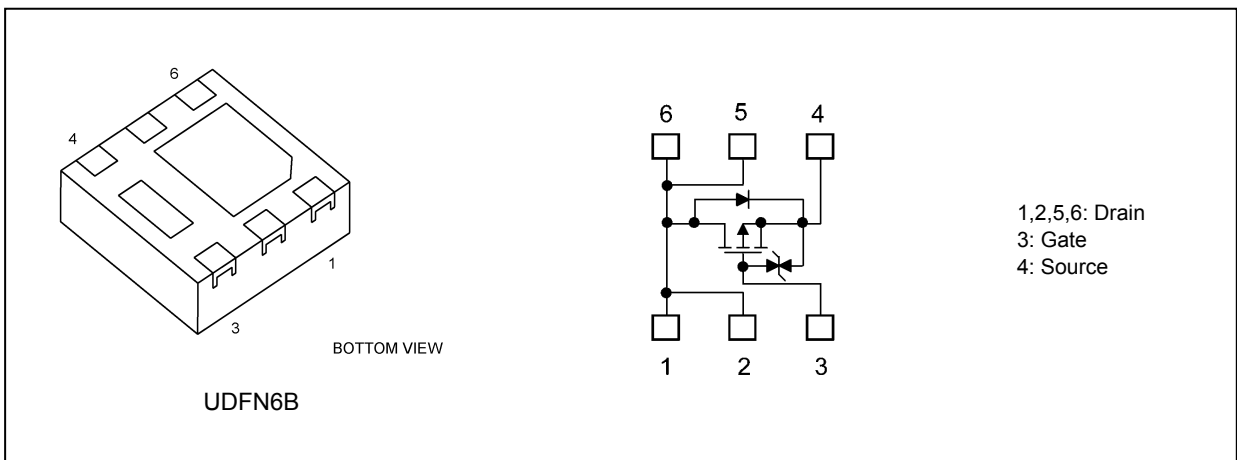 6
4
1
3
BOTTOM VIEW
UDFN6B
6 5 4
1 2 3
1,2,5,6: Drain
3: Gate
4: Source